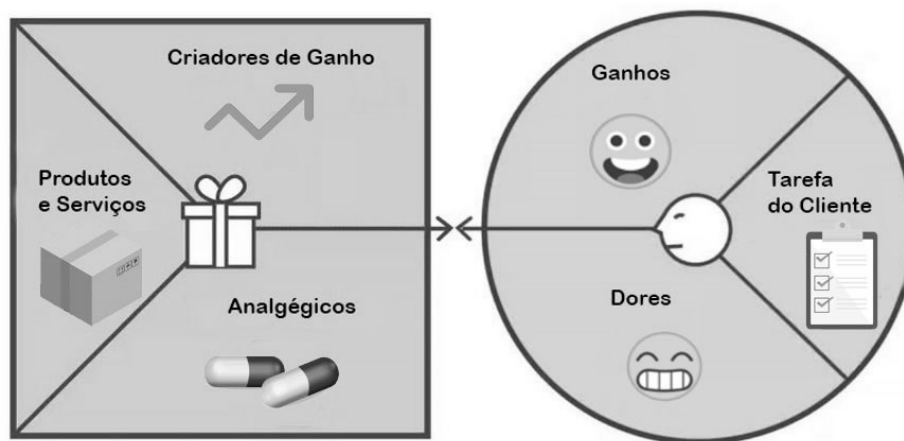 Criadores de Ganho
Produtos
e Serviços
Analgégicos
Ganhos
Tarefa
do Cliente
Dores